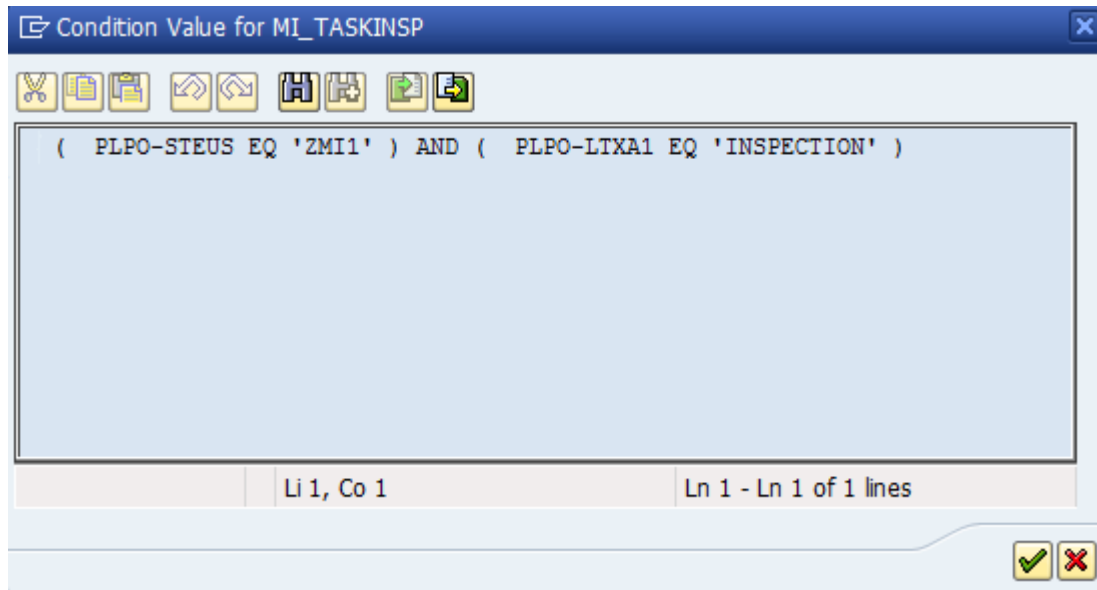 Condition Value for MI_TASKINSP
( PLPO-STEUS EQ 'ZMI1' ) AND ( PLPO-LTXA1 EQ 'INSPECTION' )
Li 1, Co 1 Ln 1 - Ln 1 of 1 lines